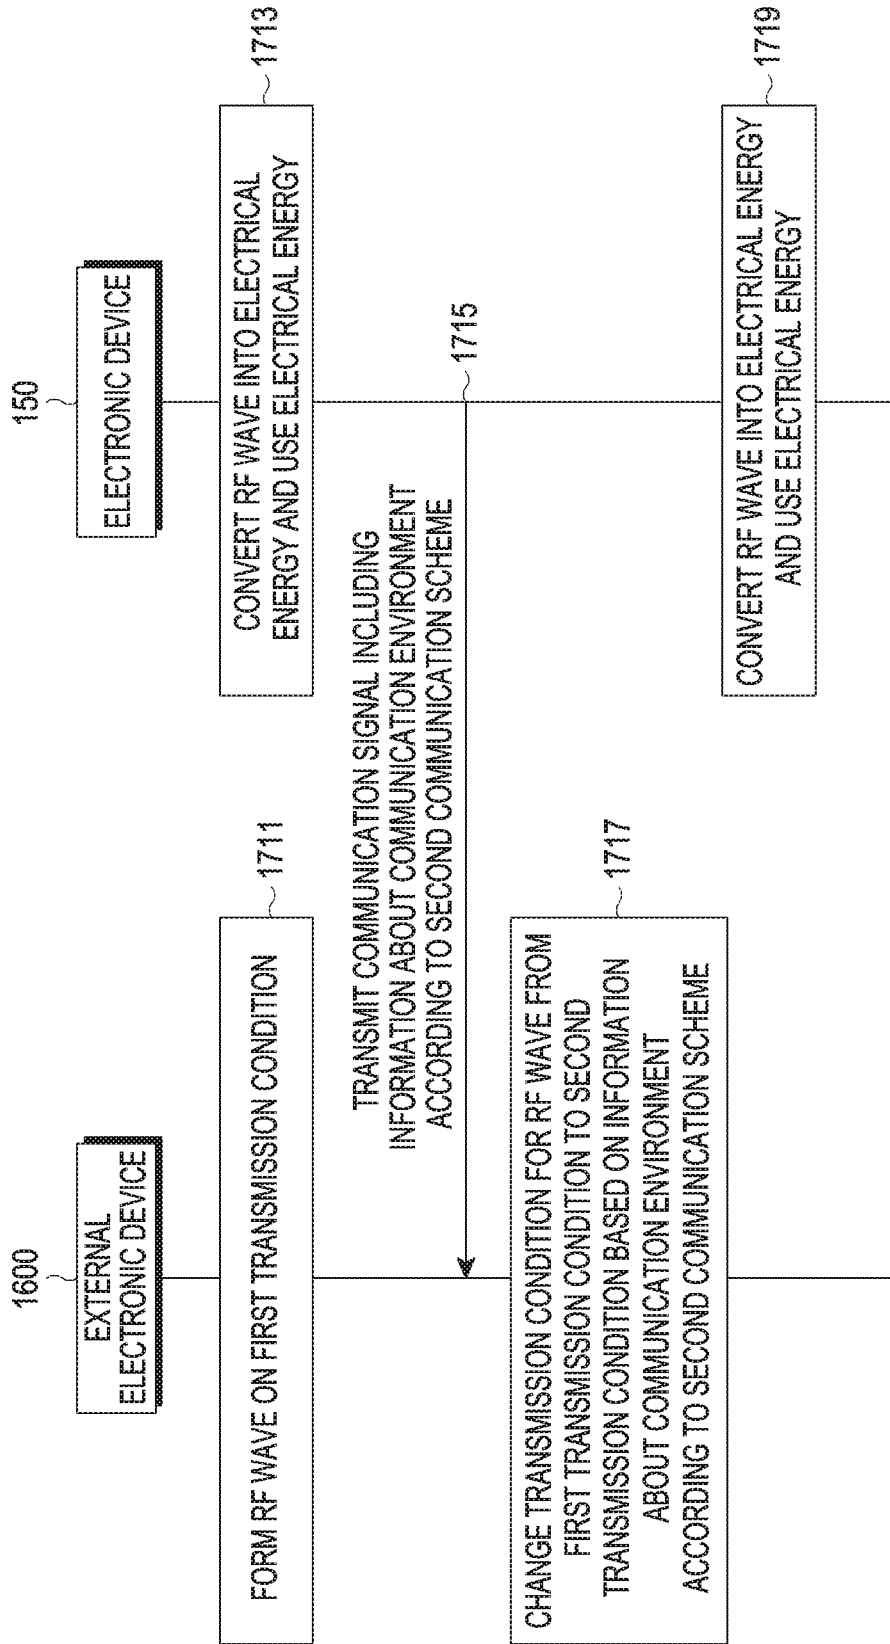 1600
EXTERNAL
ELECTRONIC DEVICE
150
ELECTRONIC DEVICE
FORM RF WAVE ON FIRST TRANSMISSION CONDITION
1711
CONVERT RF WAVE INTO ELECTRICAL
ENERGY AND USE ELECTRICAL ENERGY
1713
TRANSMIT COMMUNICATION SIGNAL INCLUDING
INFORMATION ABOUT COMMUNICATION ENVIRONMENT
ACCORDING TO SECOND COMMUNICATION SCHEME
1715
CHANGE TRANSMISSION CONDITION FOR RF WAVE FROM
FIRST TRANSMISSION CONDITION TO SECOND
TRANSMISSION CONDITION BASED ON INFORMATION
ABOUT COMMUNICATION ENVIRONMENT
ACCORDING TO SECOND COMMUNICATION SCHEME
1717
CONVERT RF WAVE INTO ELECTRICAL ENERGY
AND USE ELECTRICAL ENERGY
1719